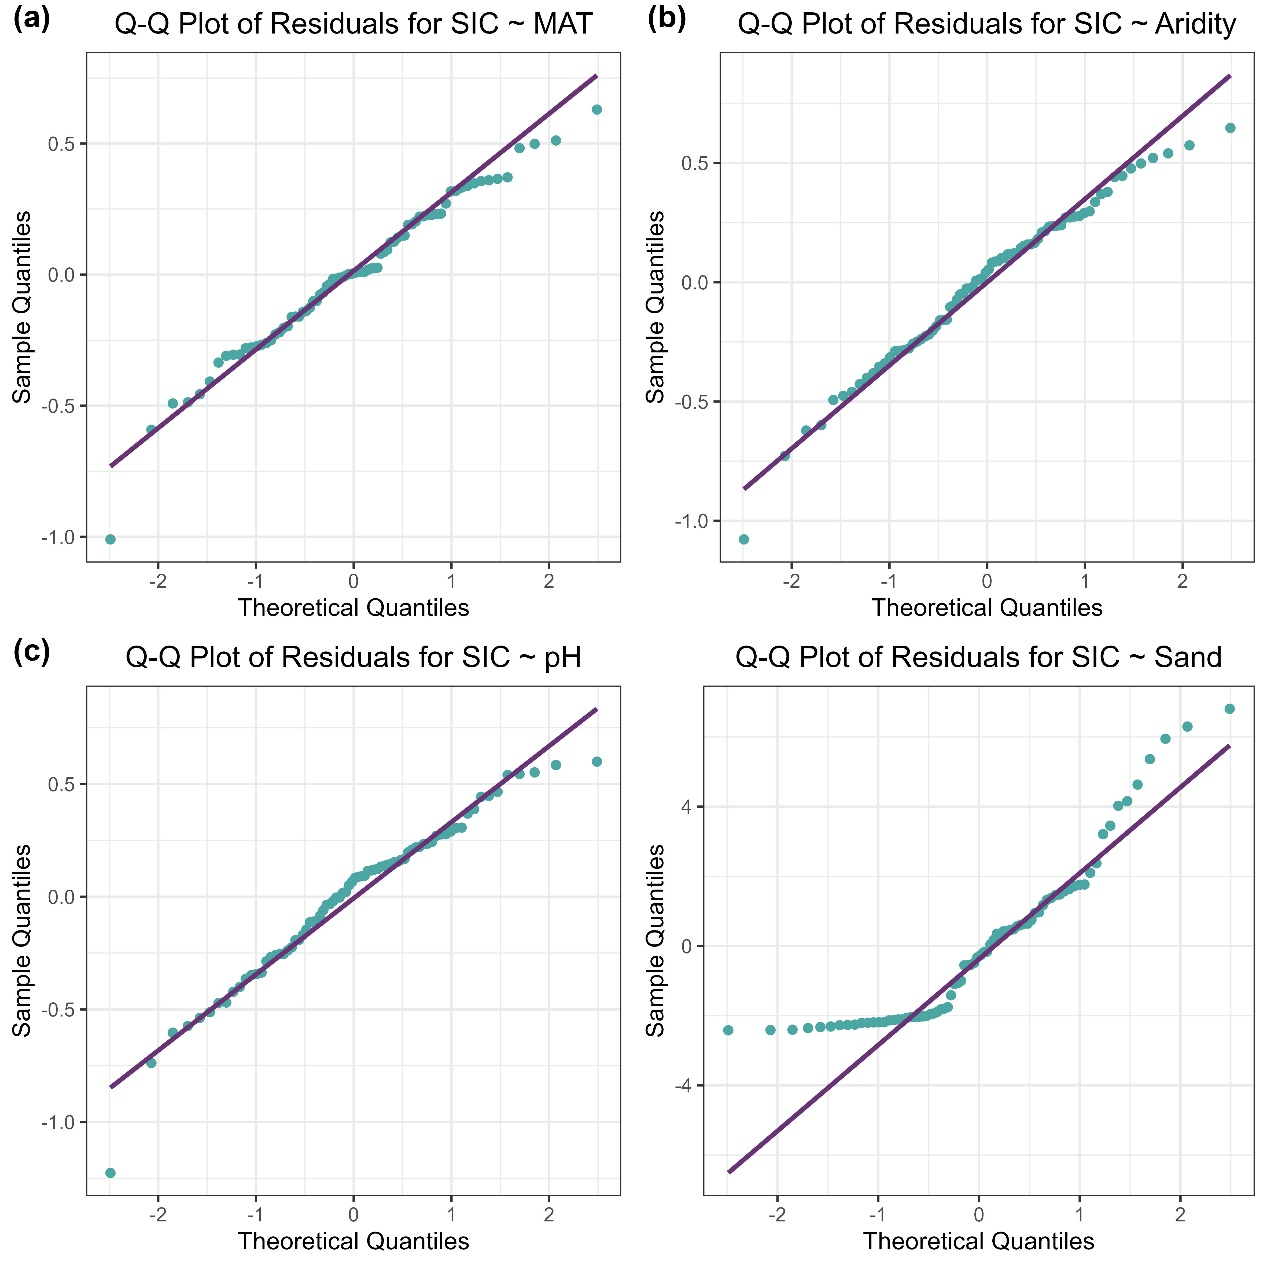 (a) Q-Q Plot of Residuals for SIC ~ MAT
0.5
0.0
-0.5
-1.0
Sample Quantiles
-2 -1 0 1 2
Theoretical Quantiles
(b) Q-Q Plot of Residuals for SIC ~ Aridity
0.5
0.0
-0.5
-1.0
Sample Quantiles
-2 -1 0 1 2
Theoretical Quantiles
(c) Q-Q Plot of Residuals for SIC ~ pH
0.5
0.0
-0.5
-1.0
Sample Quantiles
-2 -1 0 1 2
Theoretical Quantiles
Q-Q Plot of Residuals for SIC ~ Sand
4
0
-4
Sample Quantiles
-2 -1 0 1 2
Theoretical Quantiles